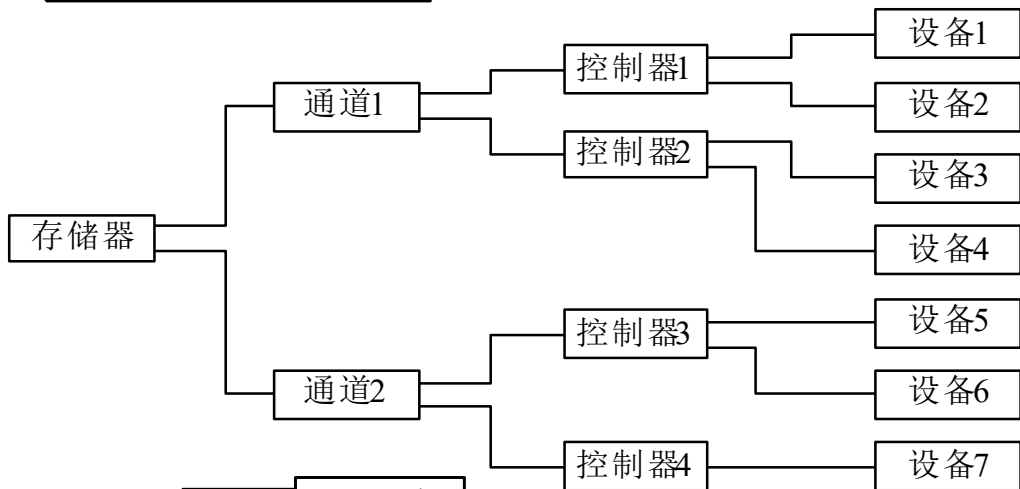 存储器
通道1
通道2
控制器1
控制器2
控制器3
控制器4
设备1
设备2
设备3
设备4
设备5
设备6
设备7